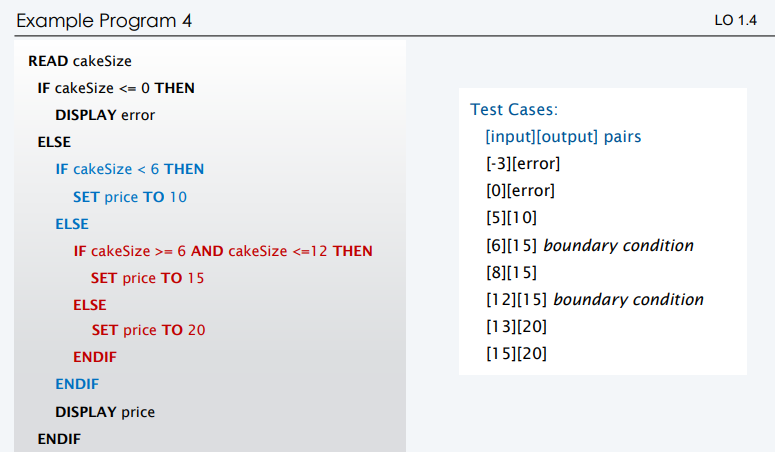 Example Program 4
LO 1.4
READ cakeSize
IF cakeSize <= 0 THEN
DISPLAY error
ELSE
IF cakeSize < 6 THEN
SET price TO 10
ELSE
IF cakeSize >= 6 AND cakeSize <=12 THEN
SET price TO 15
ELSE
SET price TO 20
ENDIF
ENDIF
DISPLAY price
ENDIF
Test Cases:
[input][output] pairs
[-3][error]
[0][error]
[5][10]
[6][15] boundary condition
[8][15]
[12][15] boundary condition
[13][20]
[15][20]